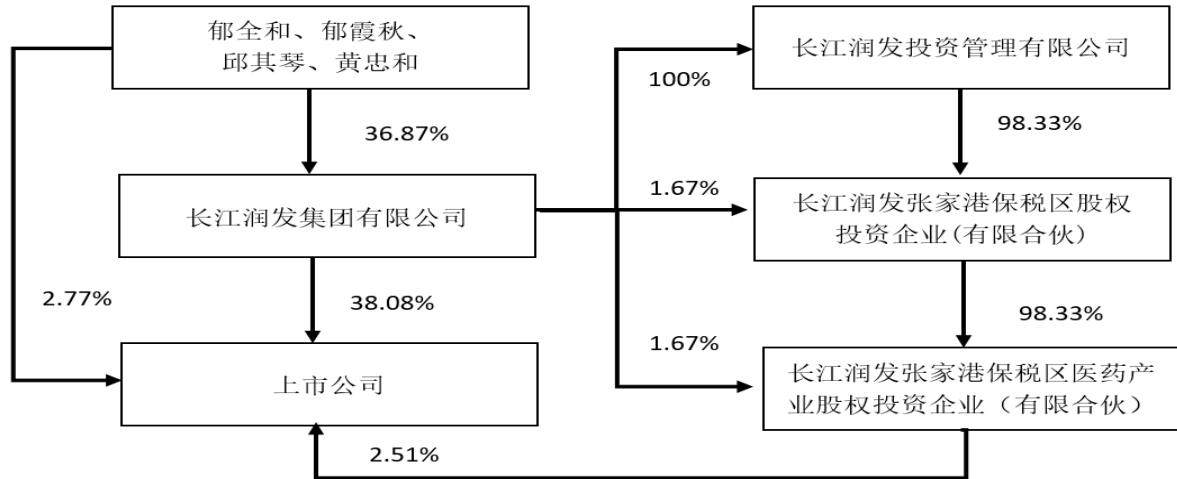 郁全和、郁霞秋、
邱其琴、黄忠和
长江润发投资管理有限公司
100%
36.87%
98.33%
长江润发集团有限公司
1.67%
长江润发张家港保税区股权
投资企业(有限合伙)
2.77%
38.08%
98.33%
1.67%
上市公司
长江润发张家港保税区医药产
业股权投资企业（有限合伙）
2.51%